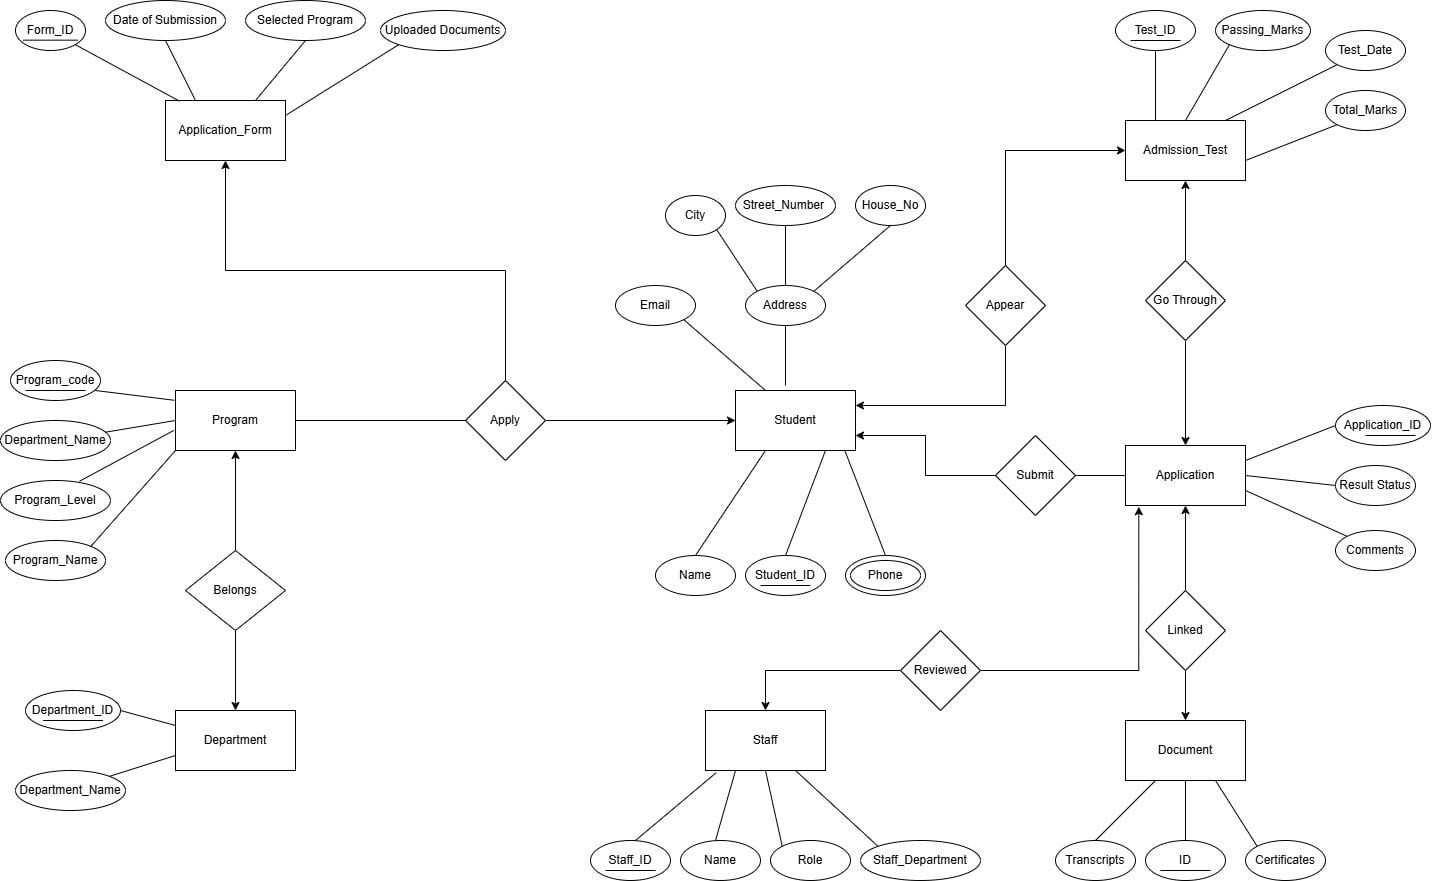 Form_ID
Date of Submission
Selected Program
Uploaded Documents
Application_Form
Test_ID
Passing_Marks
Test_Date
Total_Marks
Admission_Test
City
Street_Number
House_No
Email
Address
Appear
Go Through
Program_code
Department_Name
Program_Level
Program_Name
Program
Apply
Student
Submit
Application
Application_ID
Result Status
Comments
Name
Student_ID
Phone
Belongs
Linked
Reviewed
Department_ID
Department_Name
Department
Staff
Document
Staff_ID
Name
Role
Staff_Department
Transcripts
ID
Certificates